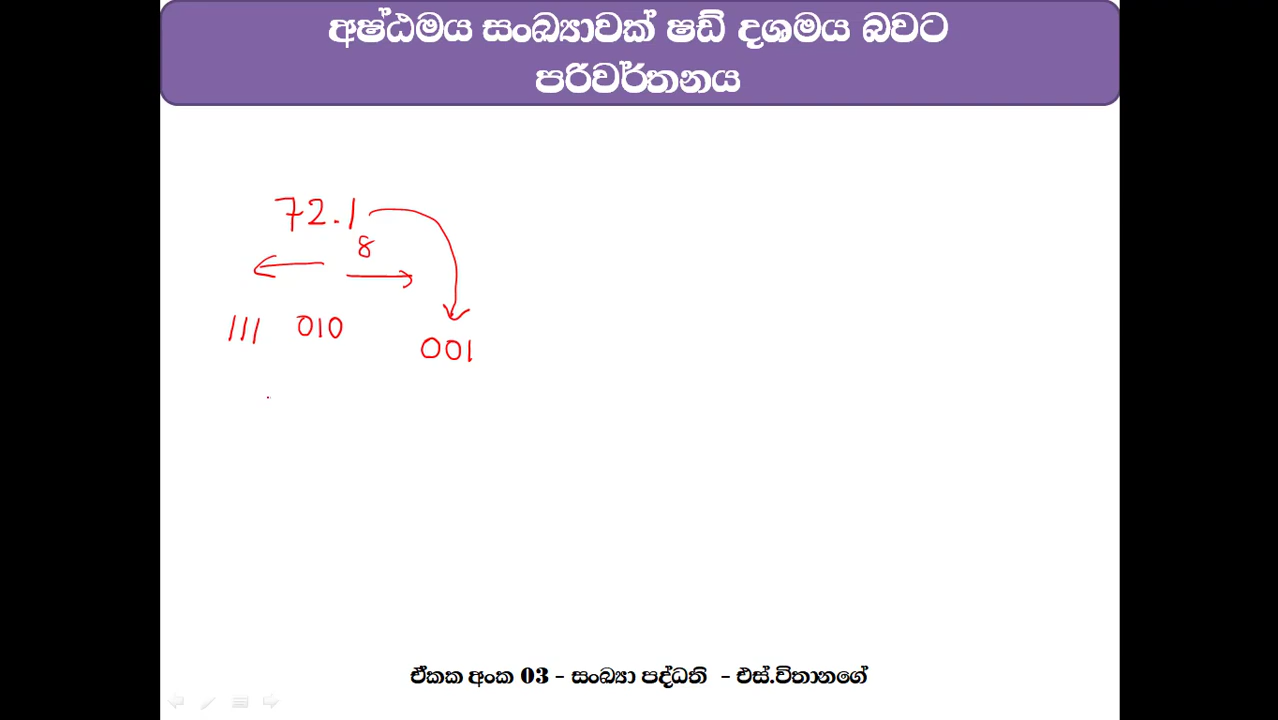 අෂ්ඨමය සංඛ්‍යාවක් ෂඩ් දශමය බවට
පරිවර්තනය
72.1
8
111 010
001
ඒකක අංක 03 - සංඛ්‍යා පද්ධති - එස්.විතානගේ